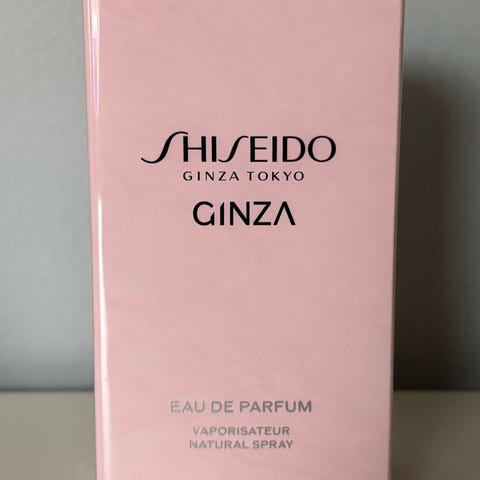 SHISEIDO
GINZA TOKYO
GINZA
EAU DE PARFUM
VAPORISATEUR
NATURAL SPRAY